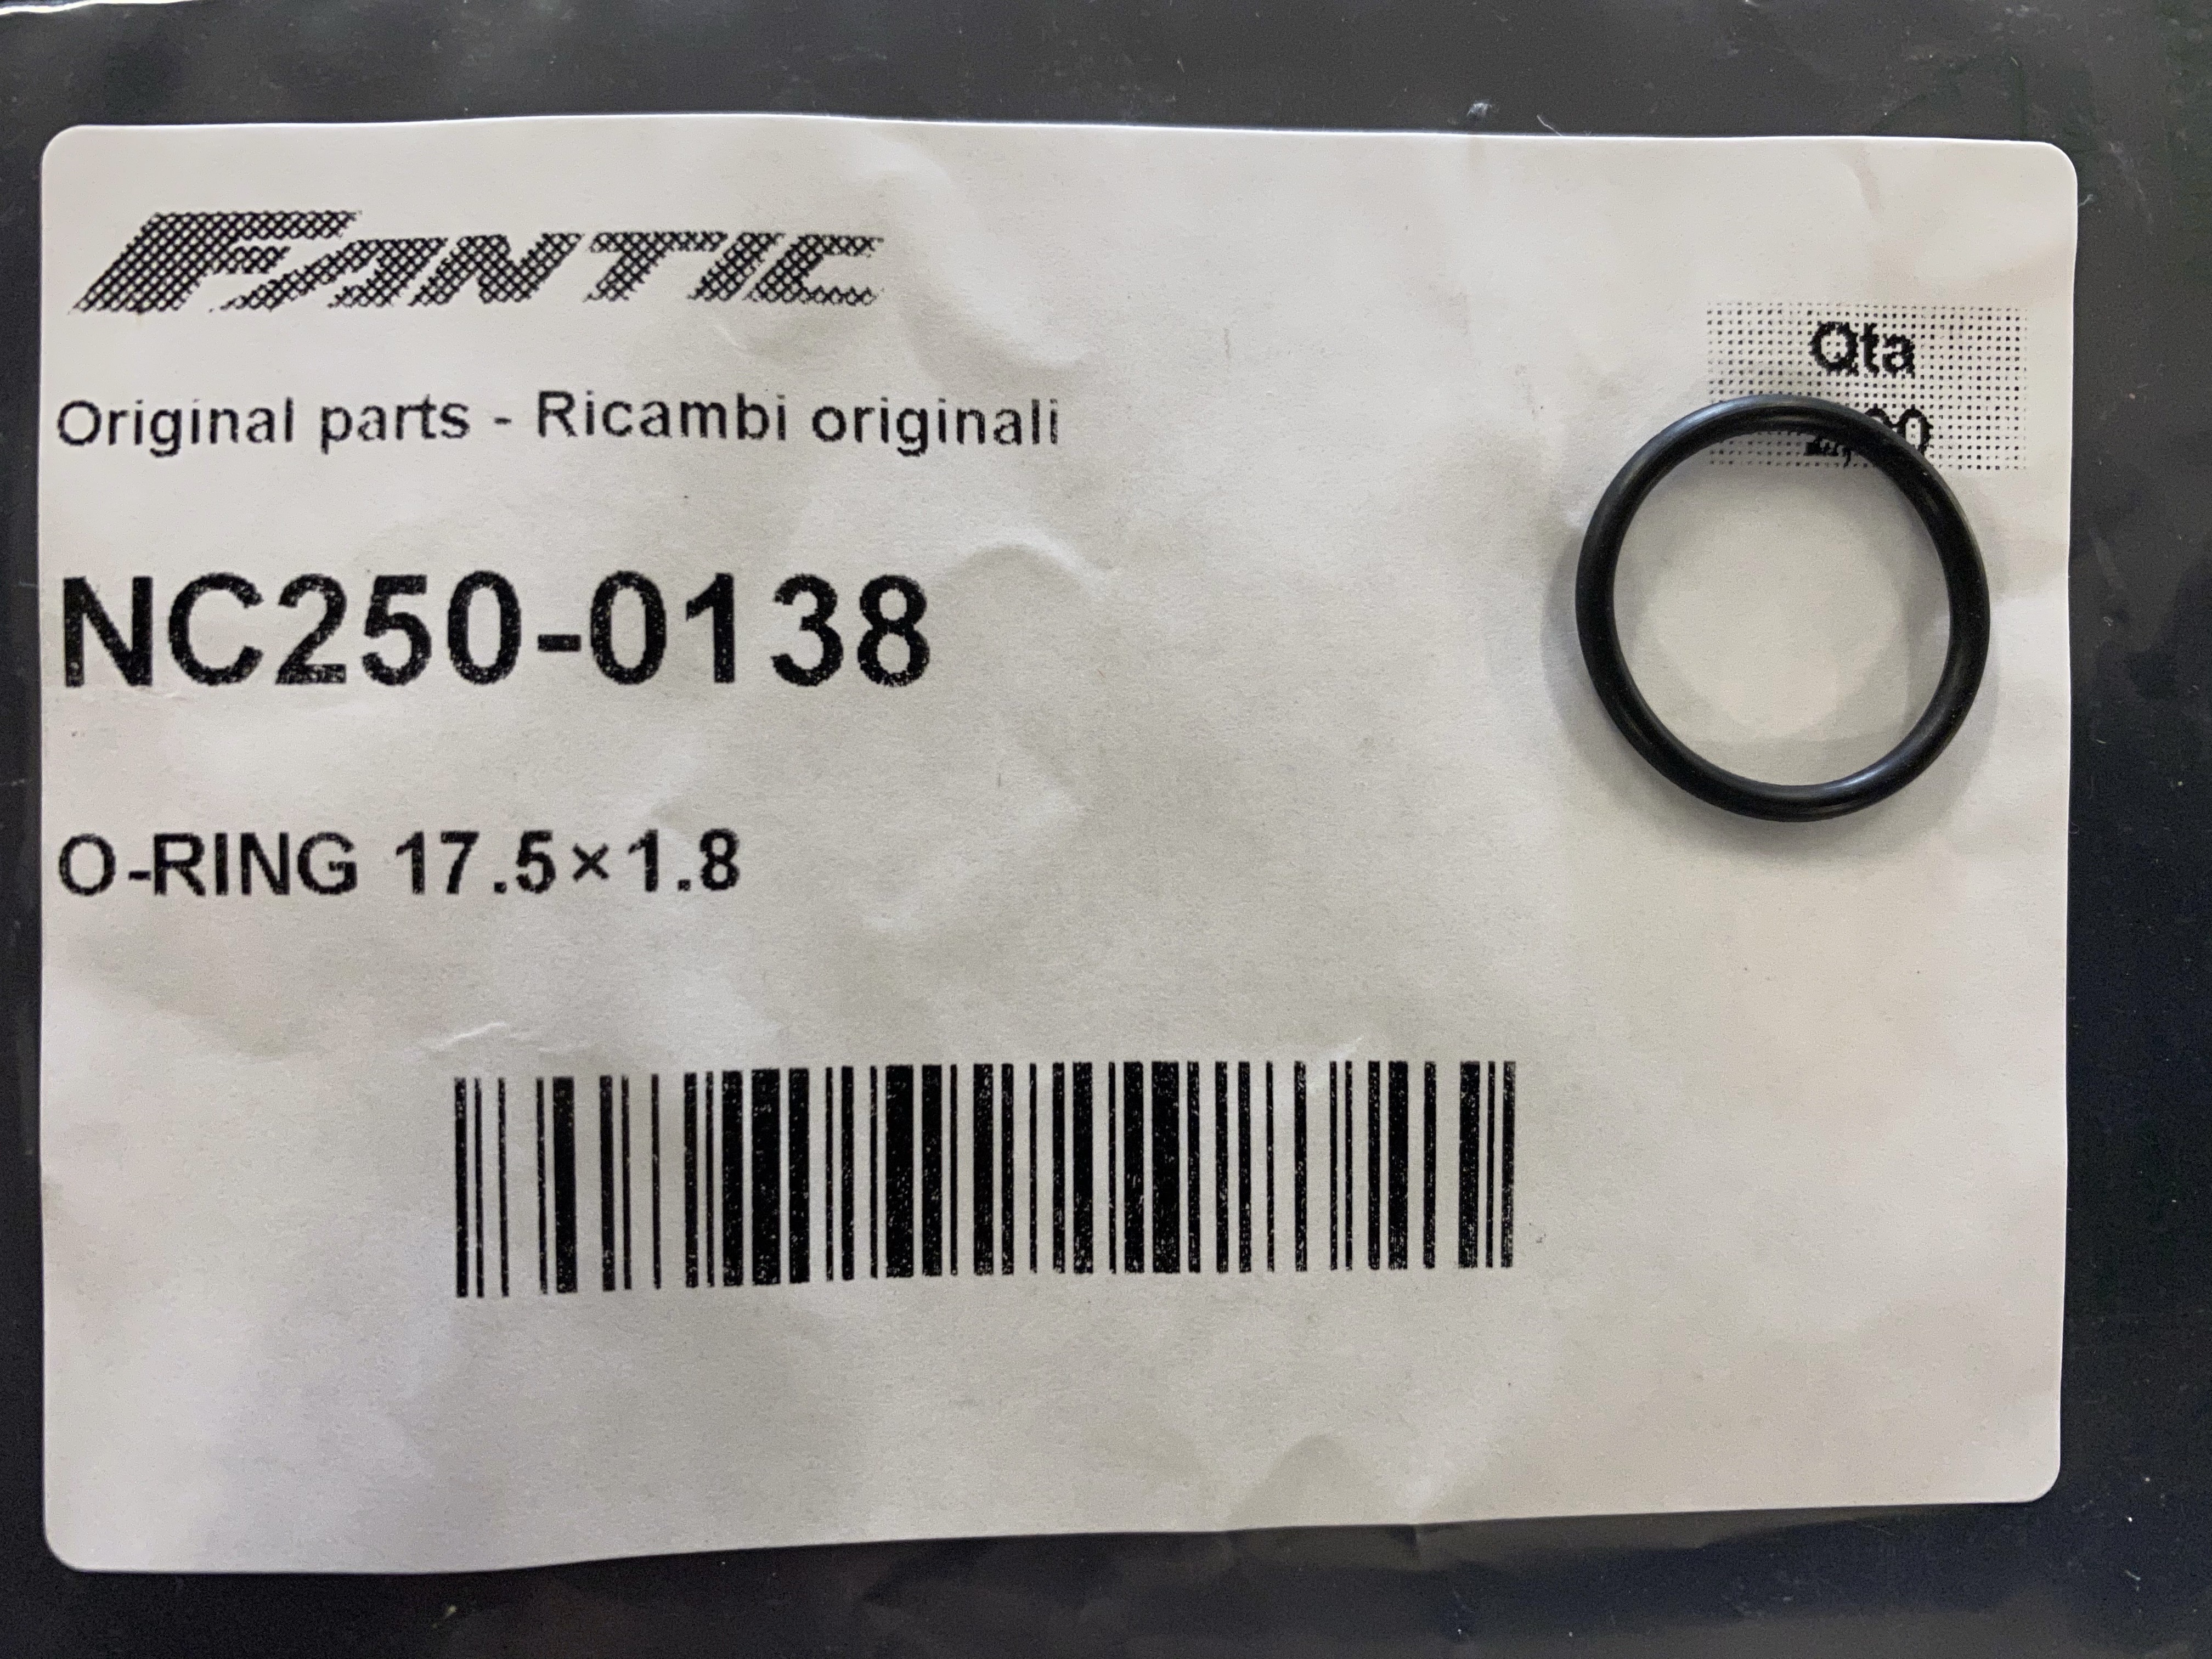 FANTIC
Original parts - Ricambi originali
Qta
NC250-0138
O-RING 17.5×1.8